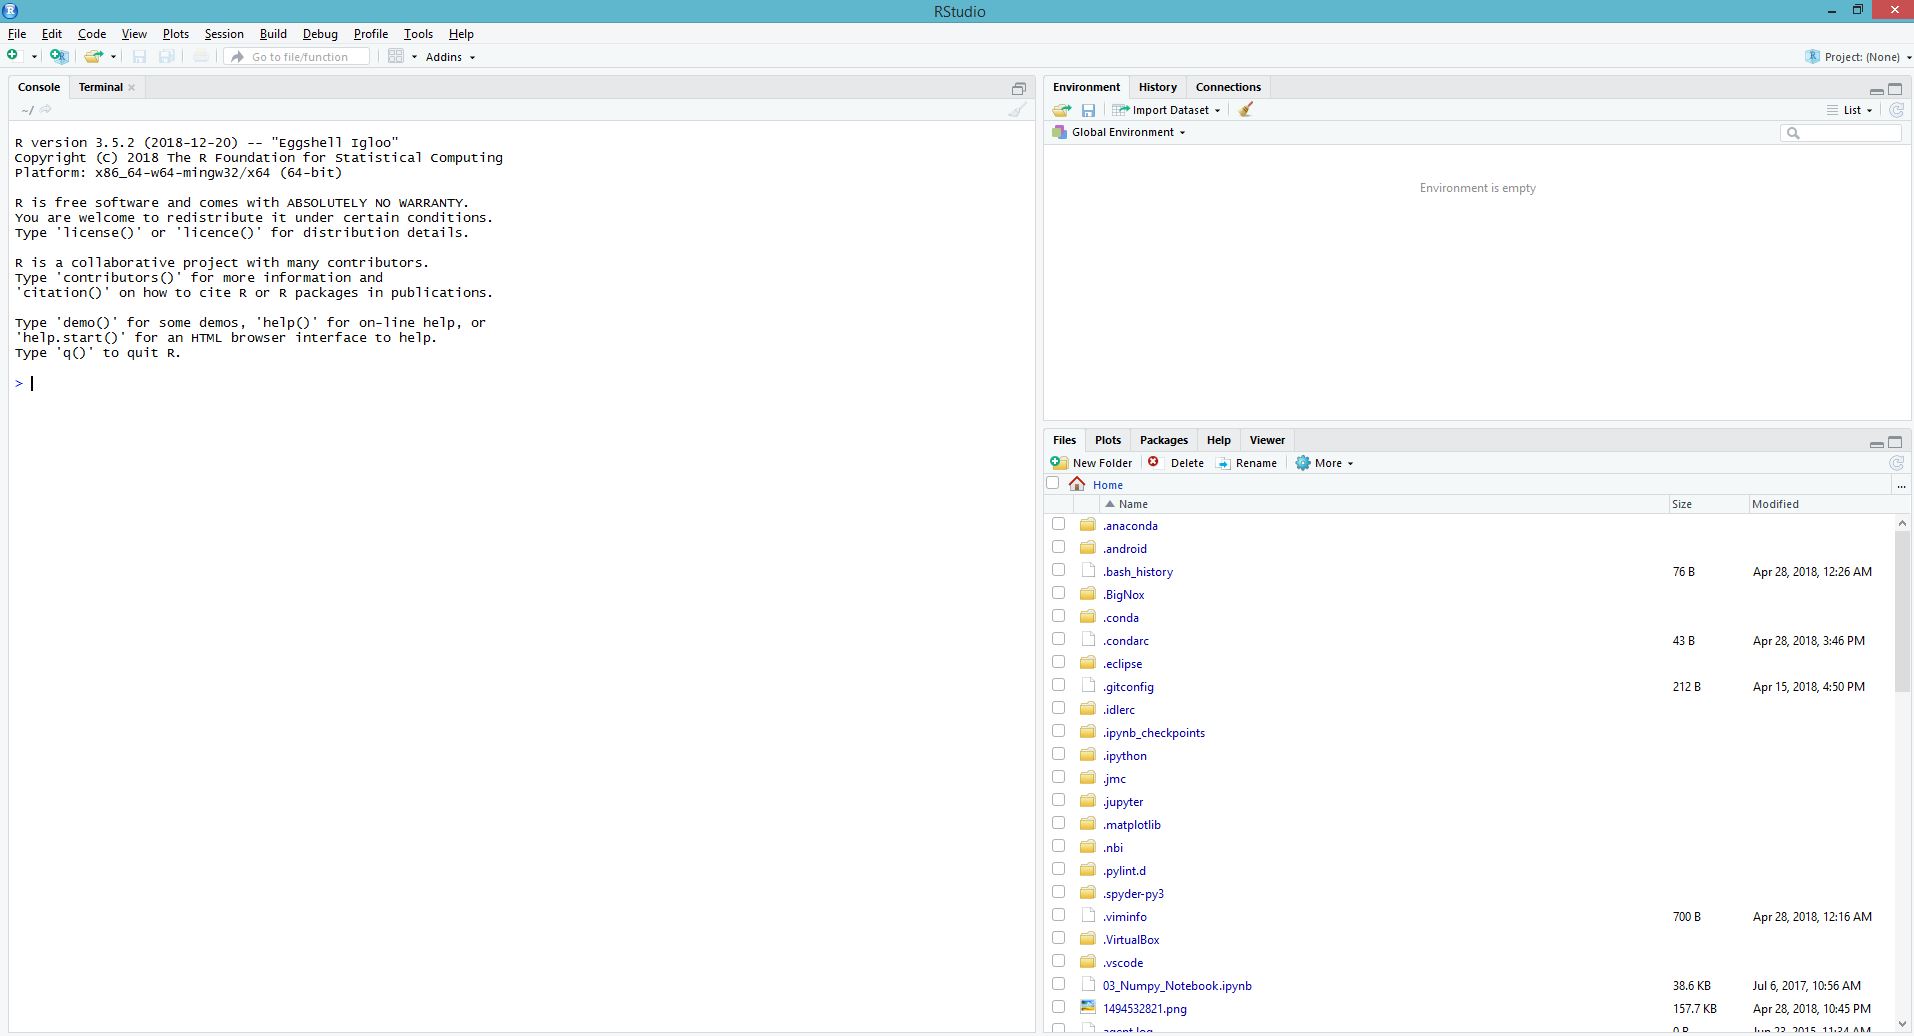 RStudio
File Edit Code View Plots Session Build Debug Profile Tools Help
Go to file/function Addins Project: (None)
Console Terminal
~/
R version 3.5.2 (2018-12-20) -- "Eggshell Igloo"
Copyright (C) 2018 The R Foundation for Statistical Computing
Platform: x86_64-w64-mingw32/x64 (64-bit)
R is free software and comes with ABSOLUTELY NO WARRANTY.
You are welcome to redistribute it under certain conditions.
Type 'license()' or 'licence()' for distribution details.
R is a collaborative project with many contributors.
Type 'contributors()' for more information and
'citation()' on how to cite R or R packages in publications.
Type 'demo()' for some demos, 'help()' for on-line help, or
'help.start()' for an HTML browser interface to help.
Type 'q()' to quit R.
>
Environment History Connections
Import Dataset List
Global Environment
Environment is empty
Files Plots Packages Help Viewer
New Folder Delete Rename More
Home ...
Name Size Modified
.anaconda
.android
.bash_history 76 B Apr 28, 2018, 12:26 AM
.BigNox
.conda
.condarc 43 B Apr 28, 2018, 3:46 PM
.eclipse
.gitconfig 212 B Apr 15, 2018, 4:50 PM
.idlerc
.ipynb_checkpoints
.ipython
.jmc
.jupyter
.matplotlib
.nbi
.pylint.d
.spyder-py3
.viminfo 700 B Apr 28, 2018, 12:16 AM
.VirtualBox
.vscode
03_Numpy_Notebook.ipynb 38.6 KB Jul 6, 2017, 10:56 AM
1494532821.png 157.7 KB Apr 28, 2018, 10:45 PM
agent.log 0 B Jun 23, 2015, 11:34 AM